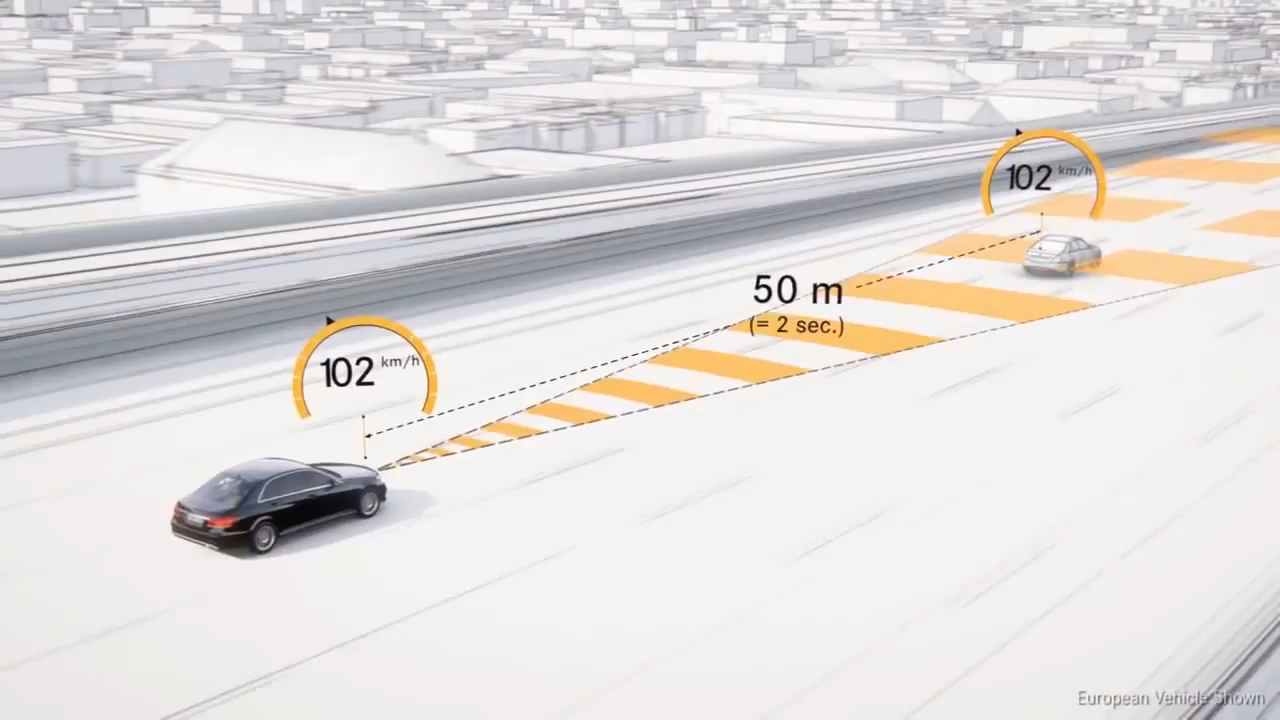 102 km/h
50 m
(= 2 sec.)
102 km/h
European Vehicle Shown